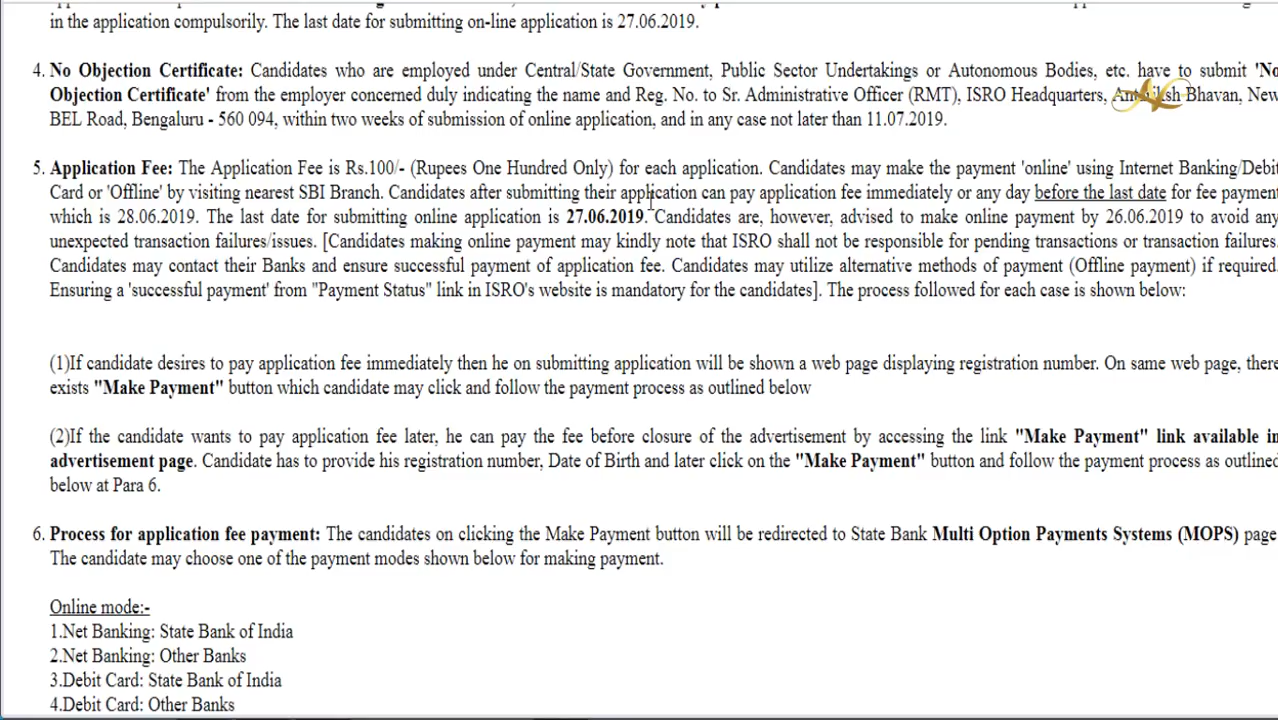 in the application compulsorily. The last date for submitting on-line application is 27.06.2019.
4. No Objection Certificate: Candidates who are employed under Central/State Government, Public Sector Undertakings or Autonomous Bodies, etc. have to submit 'No
Objection Certificate' from the employer concerned duly indicating the name and Reg. No. to Sr. Administrative Officer (RMT), ISRO Headquarters, Antariksh Bhavan, New
BEL Road, Bengaluru - 560 094, within two weeks of submission of online application, and in any case not later than 11.07.2019.
5. Application Fee: The Application Fee is Rs.100/- (Rupees One Hundred Only) for each application. Candidates may make the payment 'online' using Internet Banking/Debit
Card or 'Offline' by visiting nearest SBI Branch. Candidates after submitting their application can pay application fee immediately or any day before the last date for fee payment
which is 28.06.2019. The last date for submitting online application is 27.06.2019. Candidates are, however, advised to make online payment by 26.06.2019 to avoid any
unexpected transaction failures/issues. [Candidates making online payment may kindly note that ISRO shall not be responsible for pending transactions or transaction failures.
Candidates may contact their Banks and ensure successful payment of application fee. Candidates may utilize alternative methods of payment (Offline payment) if required.
Ensuring a 'successful payment' from "Payment Status" link in ISRO's website is mandatory for the candidates]. The process followed for each case is shown below:
(1)If candidate desires to pay application fee immediately then he on submitting application will be shown a web page displaying registration number. On same web page, there
exists "Make Payment" button which candidate may click and follow the payment process as outlined below
(2)If the candidate wants to pay application fee later, he can pay the fee before closure of the advertisement by accessing the link "Make Payment" link available in
advertisement page. Candidate has to provide his registration number, Date of Birth and later click on the "Make Payment" button and follow the payment process as outlined
below at Para 6.
6. Process for application fee payment: The candidates on clicking the Make Payment button will be redirected to State Bank Multi Option Payments Systems (MOPS) page
The candidate may choose one of the payment modes shown below for making payment.
Online mode:-
1.Net Banking: State Bank of India
2.Net Banking: Other Banks
3.Debit Card: State Bank of India
4.Debit Card: Other Banks